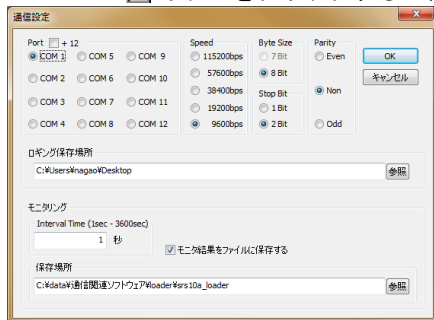 通信設定
Port + 12 Speed Byte Size Parity
COM 1 COM 5 COM 9 115200bps 7 Bit Even OK
COM 2 COM 6 COM 10 57600bps 8 Bit キャンセル
COM 3 COM 7 COM 11 38400bps Stop Bit Non
19200bps 1 Bit
COM 4 COM 8 COM 12 9600bps 2 Bit Odd
ロギング保存場所
C:¥Users¥nagao¥Desktop 参照
モニタリング
Interval Time (1sec - 3600sec)
1 秒 モニタ結果をファイルに保存する
保存場所
C:¥data¥通信関連ソフトウェア¥loader¥srs10a_loader 参照